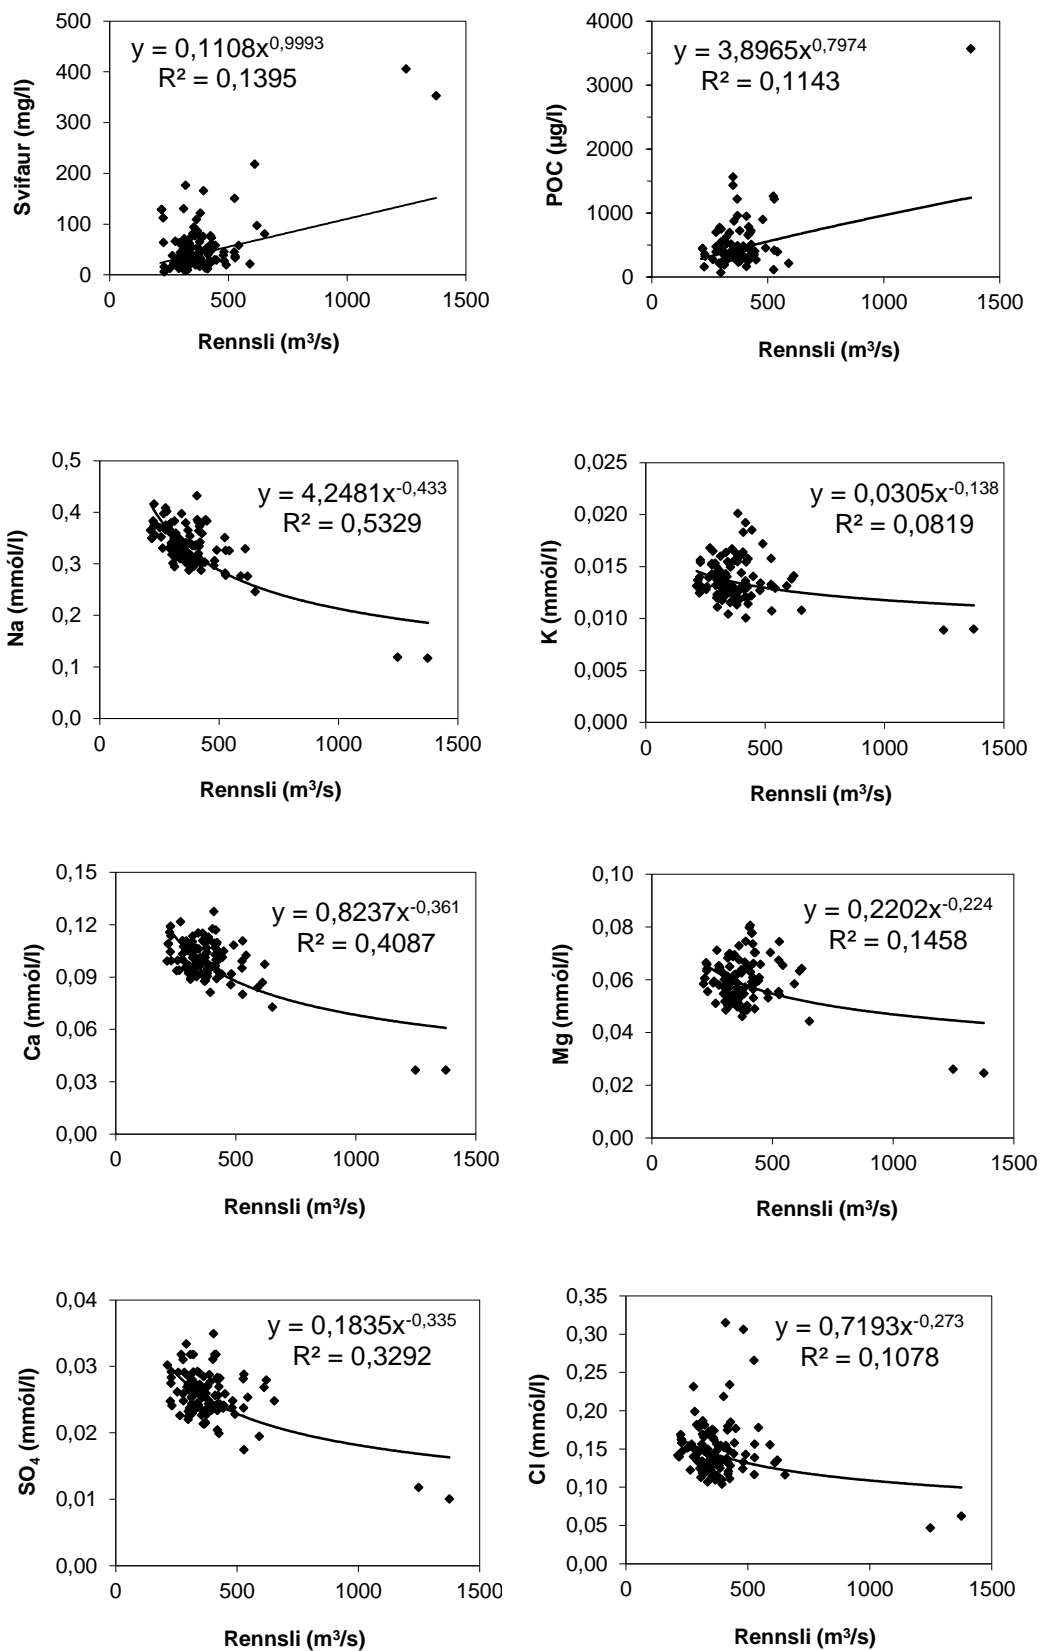 500
400
300
200
100
0
Svifaur (mg/l)
y = 0,1108x^0,9993
R² = 0,1395
0 500 1000 1500
Rennsli (m³/s)
4000
3000
2000
1000
0
POC (µg/l)
y = 3,8965x^0,7974
R² = 0,1143
0 500 1000 1500
Rennsli (m³/s)
0,5
0,4
0,3
0,2
0,1
0,0
Na (mmól/l)
y = 4,2481x^-0,433
R² = 0,5329
0 500 1000 1500
Rennsli (m³/s)
0,025
0,020
0,015
0,010
0,005
0,000
K (mmól/l)
y = 0,0305x^-0,138
R² = 0,0819
0 500 1000 1500
Rennsli (m³/s)
0,15
0,12
0,09
0,06
0,03
0,00
Ca (mmól/l)
y = 0,8237x^-0,361
R² = 0,4087
0 500 1000 1500
Rennsli (m³/s)
0,10
0,08
0,06
0,04
0,02
0,00
Mg (mmól/l)
y = 0,2202x^-0,224
R² = 0,1458
0 500 1000 1500
Rennsli (m³/s)
0,04
0,03
0,02
0,01
0,00
SO₄ (mmól/l)
y = 0,1835x^-0,335
R² = 0,3292
0 500 1000 1500
Rennsli (m³/s)
0,35
0,30
0,25
0,20
0,15
0,10
0,05
0,00
Cl (mmól/l)
y = 0,7193x^-0,273
R² = 0,1078
0 500 1000 1500
Rennsli (m³/s)